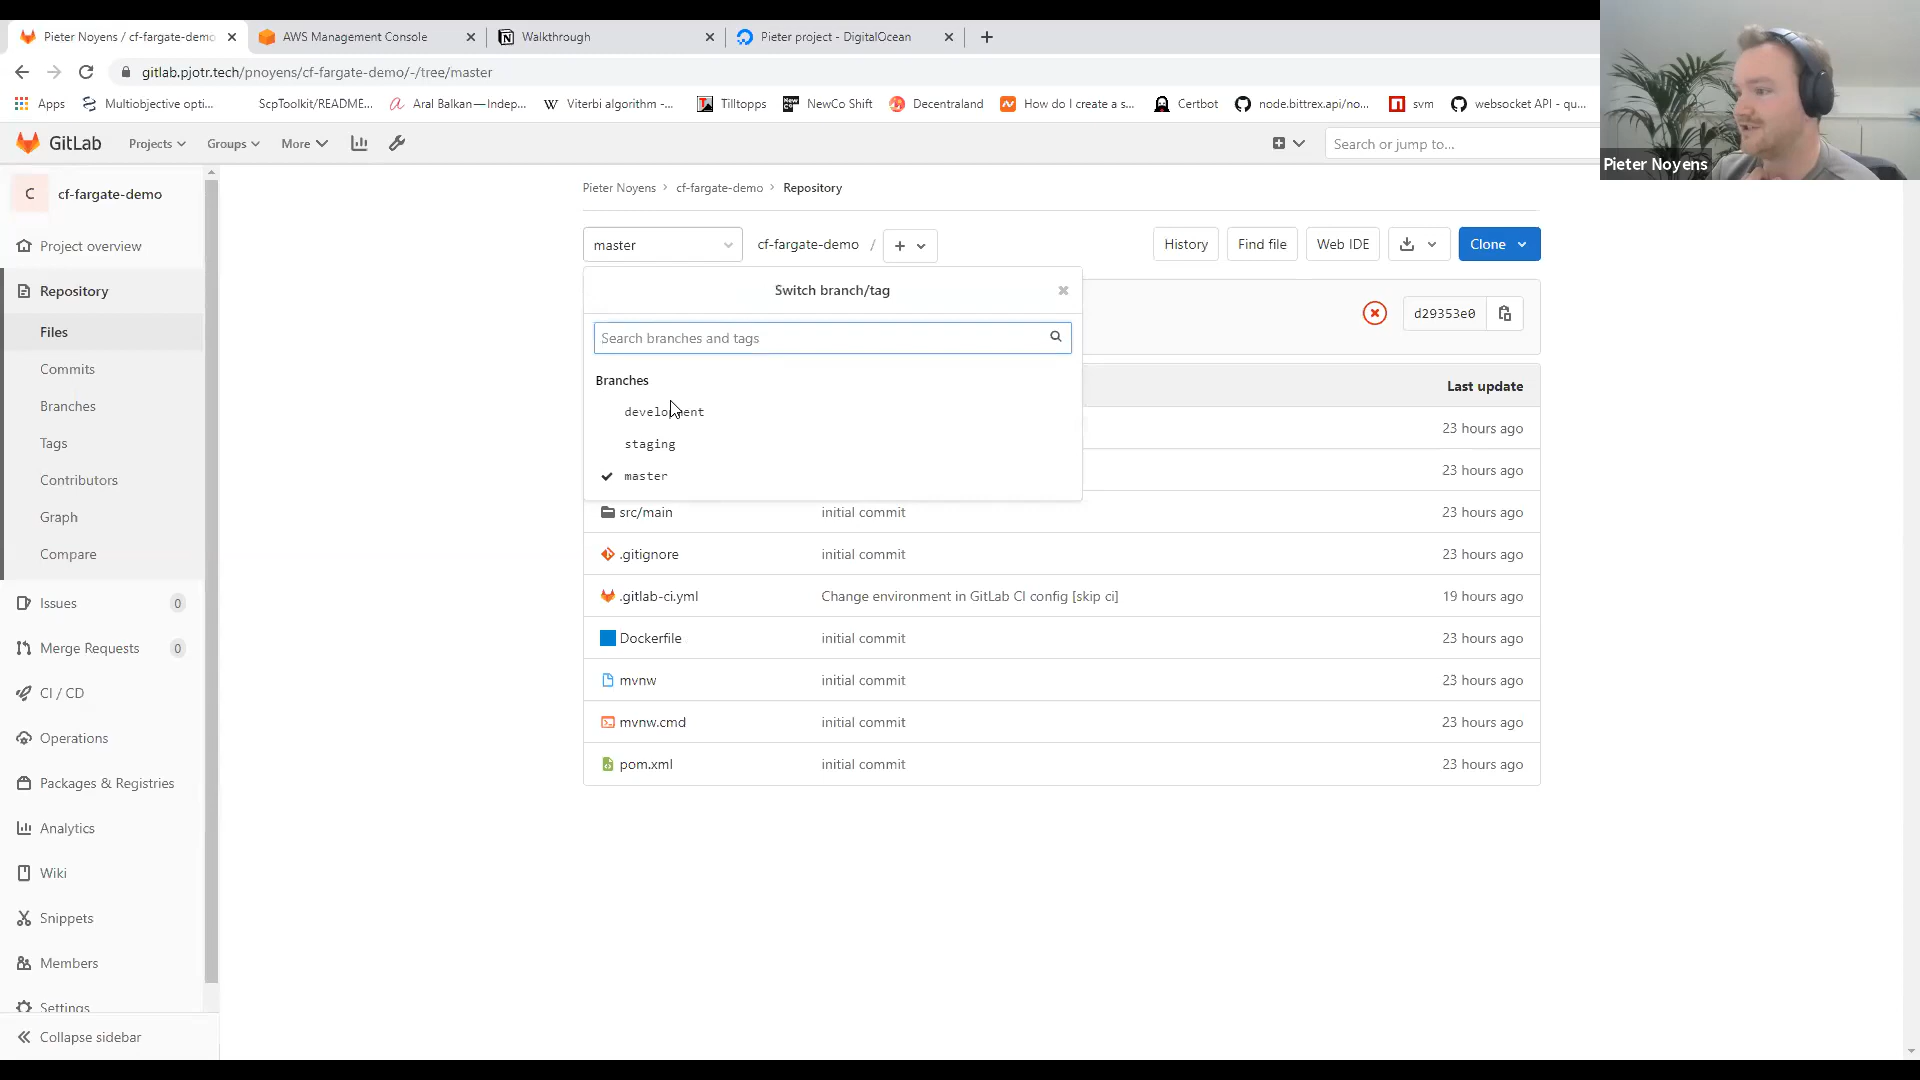 Pieter Noyens / cf-fargate-demo
AWS Management Console
Walkthrough
Pieter project - DigitalOcean
gitlab.pjotr.tech/pnoyens/cf-fargate-demo/-/tree/master
Apps
Multiobjective opti...
ScpToolkit/README...
Aral Balkan — Indep...
Viterbi algorithm -...
Tilltopps
NewCo Shift
Decentraland
How do I create a s...
Certbot
node.bittrex.api/no...
svm
websocket API - qu...
Pieter Noyens
GitLab
Projects
Groups
More
Search or jump to...
C
cf-fargate-demo
Project overview
Repository
Files
Commits
Branches
Tags
Contributors
Graph
Compare
Issues 0
Merge Requests 0
CI / CD
Operations
Packages & Registries
Analytics
Wiki
Snippets
Members
Settings
Collapse sidebar
Pieter Noyens > cf-fargate-demo > Repository
master
cf-fargate-demo /
+
History
Find file
Web IDE
Clone
Switch branch/tag
Search branches and tags
Branches
development
staging
master
d29353e0
Last update
23 hours ago
23 hours ago
src/main initial commit 23 hours ago
.gitignore initial commit 23 hours ago
.gitlab-ci.yml Change environment in GitLab CI config [skip ci] 19 hours ago
Dockerfile initial commit 23 hours ago
mvnw initial commit 23 hours ago
mvnw.cmd initial commit 23 hours ago
pom.xml initial commit 23 hours ago